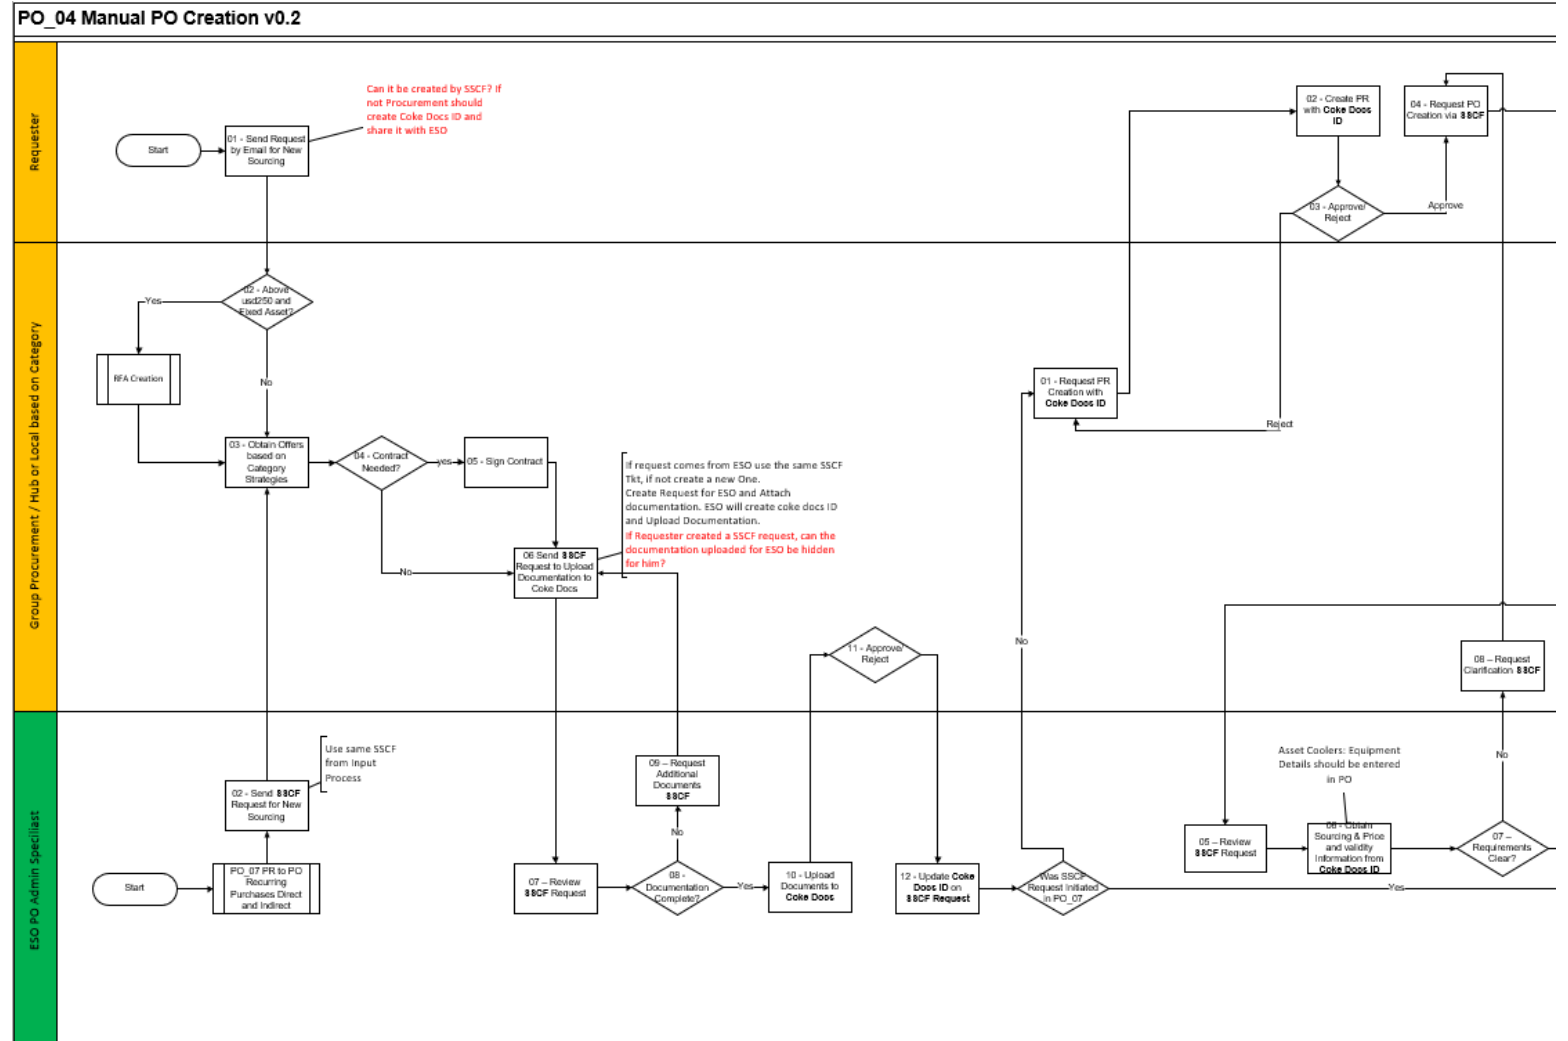 PO_04 Manual PO Creation v0.2
Requester
Start
01 - Send Request
by Email for New
Sourcing
Can it be created by SSCF? If
not Procurement should
create Coke Docs ID and
share it with ESO
02 - Create PR
with Coke Docs
ID
04 - Request PO
Creation via SSCF
03 - Approve/
Reject
Approve
Group Procurement / Hub or Local based on Category
02 - Above
usd250 and
Fixed Asset?
Yes
No
RFA Creation
03 - Obtain Offers
based on
Category
Strategies
04 - Contract
Needed?
yes
05 - Sign Contract
No
If request comes from ESO use the same SSCF
Tkt, if not create a new One.
Create Request for ESO and Attach
documentation. ESO will create coke docs ID
and Upload Documentation.
If Requester created a SSCF request, can the
documentation uploaded for ESO be hidden
for him?
06 Send SSCF
Request to Upload
Documentation to
Coke Docs
11 - Approve/
Reject
01 - Request PR
Creation with
Coke Docs ID
Reject
No
08 – Request
Clarification SSCF
ESO PO Admin Speciliast
Use same SSCF
from Input
Process
02 - Send SSCF
Request for New
Sourcing
Start
PO_07 PR to PO
Recurring
Purchases Direct
and Indirect
09 – Request
Additional
Documents
SSCF
No
07 – Review
SSCF Request
08 -
Documentation
Complete?
Yes
10 - Upload
Documents to
Coke Docs
12 - Update Coke
Docs ID on
SSCF Request
Was SSCF
Request Initiated
in PO_07
Yes
Asset Coolers: Equipment
Details should be entered
in PO
05 – Review
SSCF Request
06 - Obtain
Sourcing & Price
and validity
Information from
Coke Docs ID
07 –
Requirements
Clear?
No